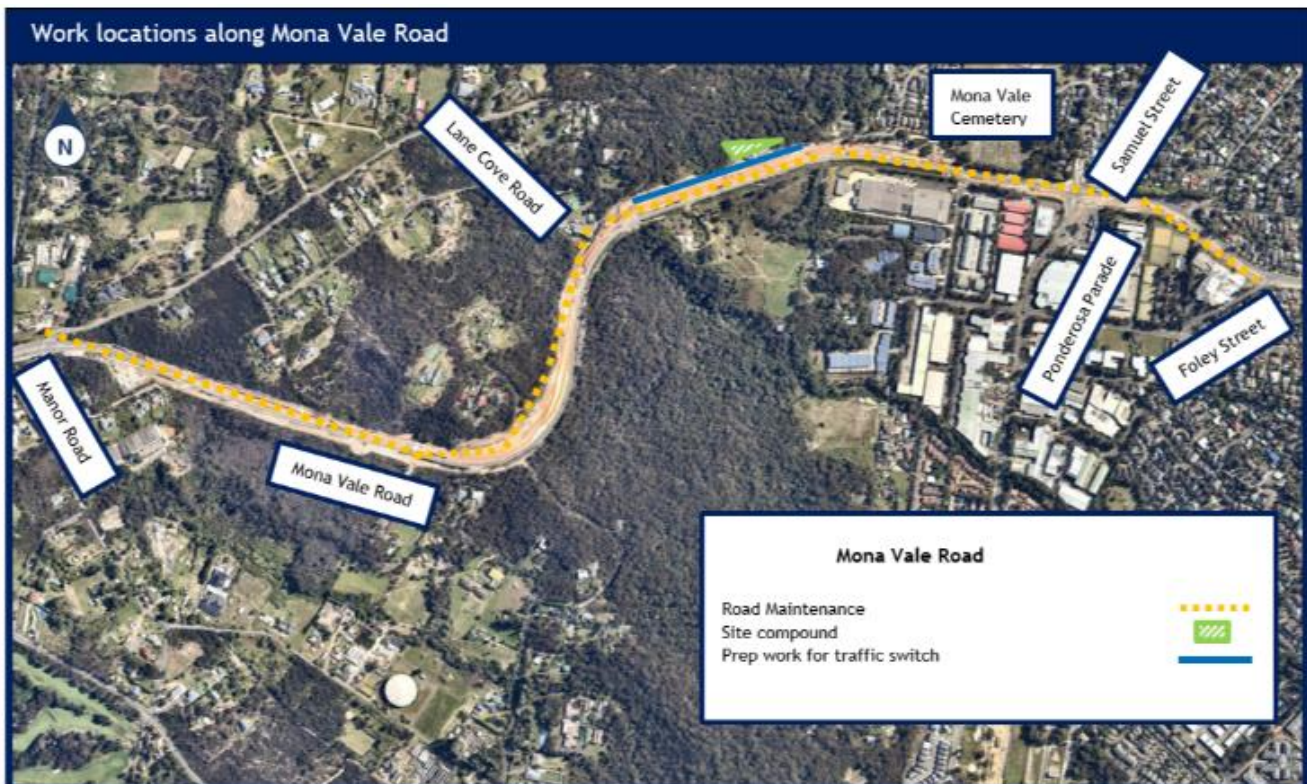 Work locations along Mona Vale Road
N
Lane Cove Road
Mona Vale
Cemetery
Samuel Street
Manor Road
Mona Vale Road
Ponderosa Parade
Foley Street
Mona Vale Road
Road Maintenance
Site compound
Prep work for traffic switch